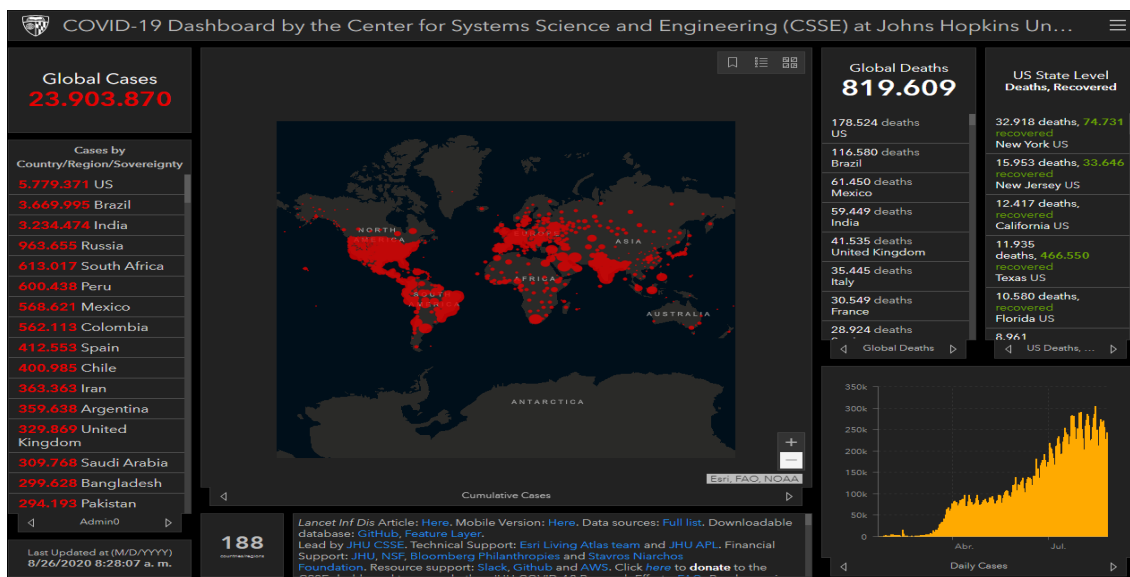 COVID-19 Dashboard by the Center for Systems Science and Engineering (CSSE) at Johns Hopkins Un...
Global Cases
23.903.870
Cases by
Country/Region/Sovereignty
5.779.371 US
3.669.995 Brazil
3.234.474 India
963.655 Russia
613.017 South Africa
600.438 Peru
568.621 Mexico
562.113 Colombia
412.553 Spain
400.985 Chile
363.363 Iran
359.638 Argentina
329.869 United
Kingdom
309.768 Saudi Arabia
299.628 Bangladesh
294.193 Pakistan
Admin0
Last Updated at (M/D/YYYY)
8/26/2020 8:28:07 a. m.
NORTH
AMERICA
SOUTH
AMERICA
EUROPE
ASIA
AFRICA
AUSTRALIA
ANTARCTICA
+
−
Esri, FAO, NOAA
Cumulative Cases
188
countries/regions
Lancet Inf Dis Article: Here. Mobile Version: Here. Data sources: Full list. Downloadable
database: GitHub, Feature Layer.
Lead by JHU CSSE. Technical Support: Esri Living Atlas team and JHU APL. Financial
Support: JHU, NSF, Bloomberg Philanthropies and Stavros Niarchos
Foundation. Resource support: Slack, Github and AWS. Click here to donate to the
Global Deaths
819.609
178.524 deaths
US
116.580 deaths
Brazil
61.450 deaths
Mexico
59.449 deaths
India
41.535 deaths
United Kingdom
35.445 deaths
Italy
30.549 deaths
France
28.924 deaths
Global Deaths
US State Level
Deaths, Recovered
32.918 deaths, 74.731
recovered
New York US
15.953 deaths, 33.646
recovered
New Jersey US
12.417 deaths,
recovered
California US
11.935
deaths, 466.550
recovered
Texas US
10.580 deaths,
recovered
Florida US
8.961
US Deaths, ...
350k
300k
250k
200k
150k
100k
50k
0
Abr.
Jul.
Daily Cases